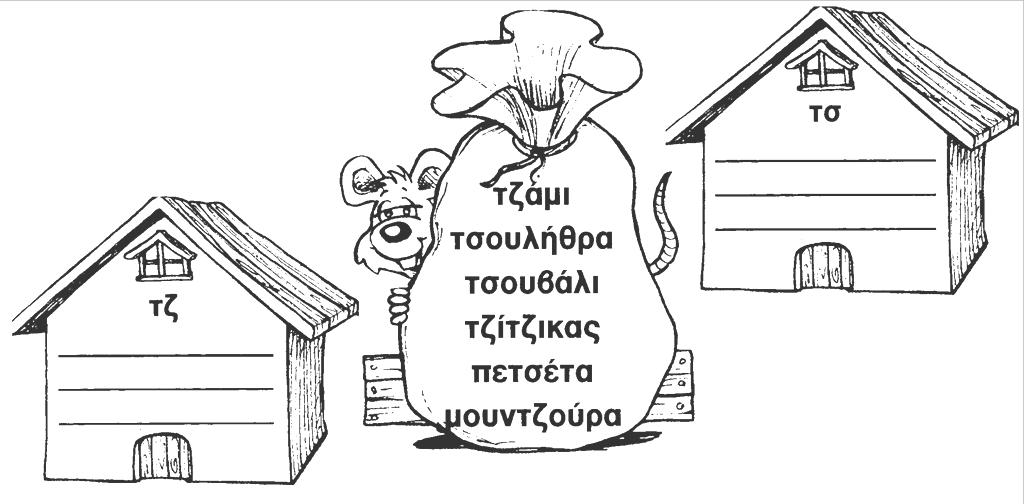 τσ
τζάμι
τσουλήθρα
τσουβάλι
τζίτζικας
πετσέτα
μουντζούρα
τζ